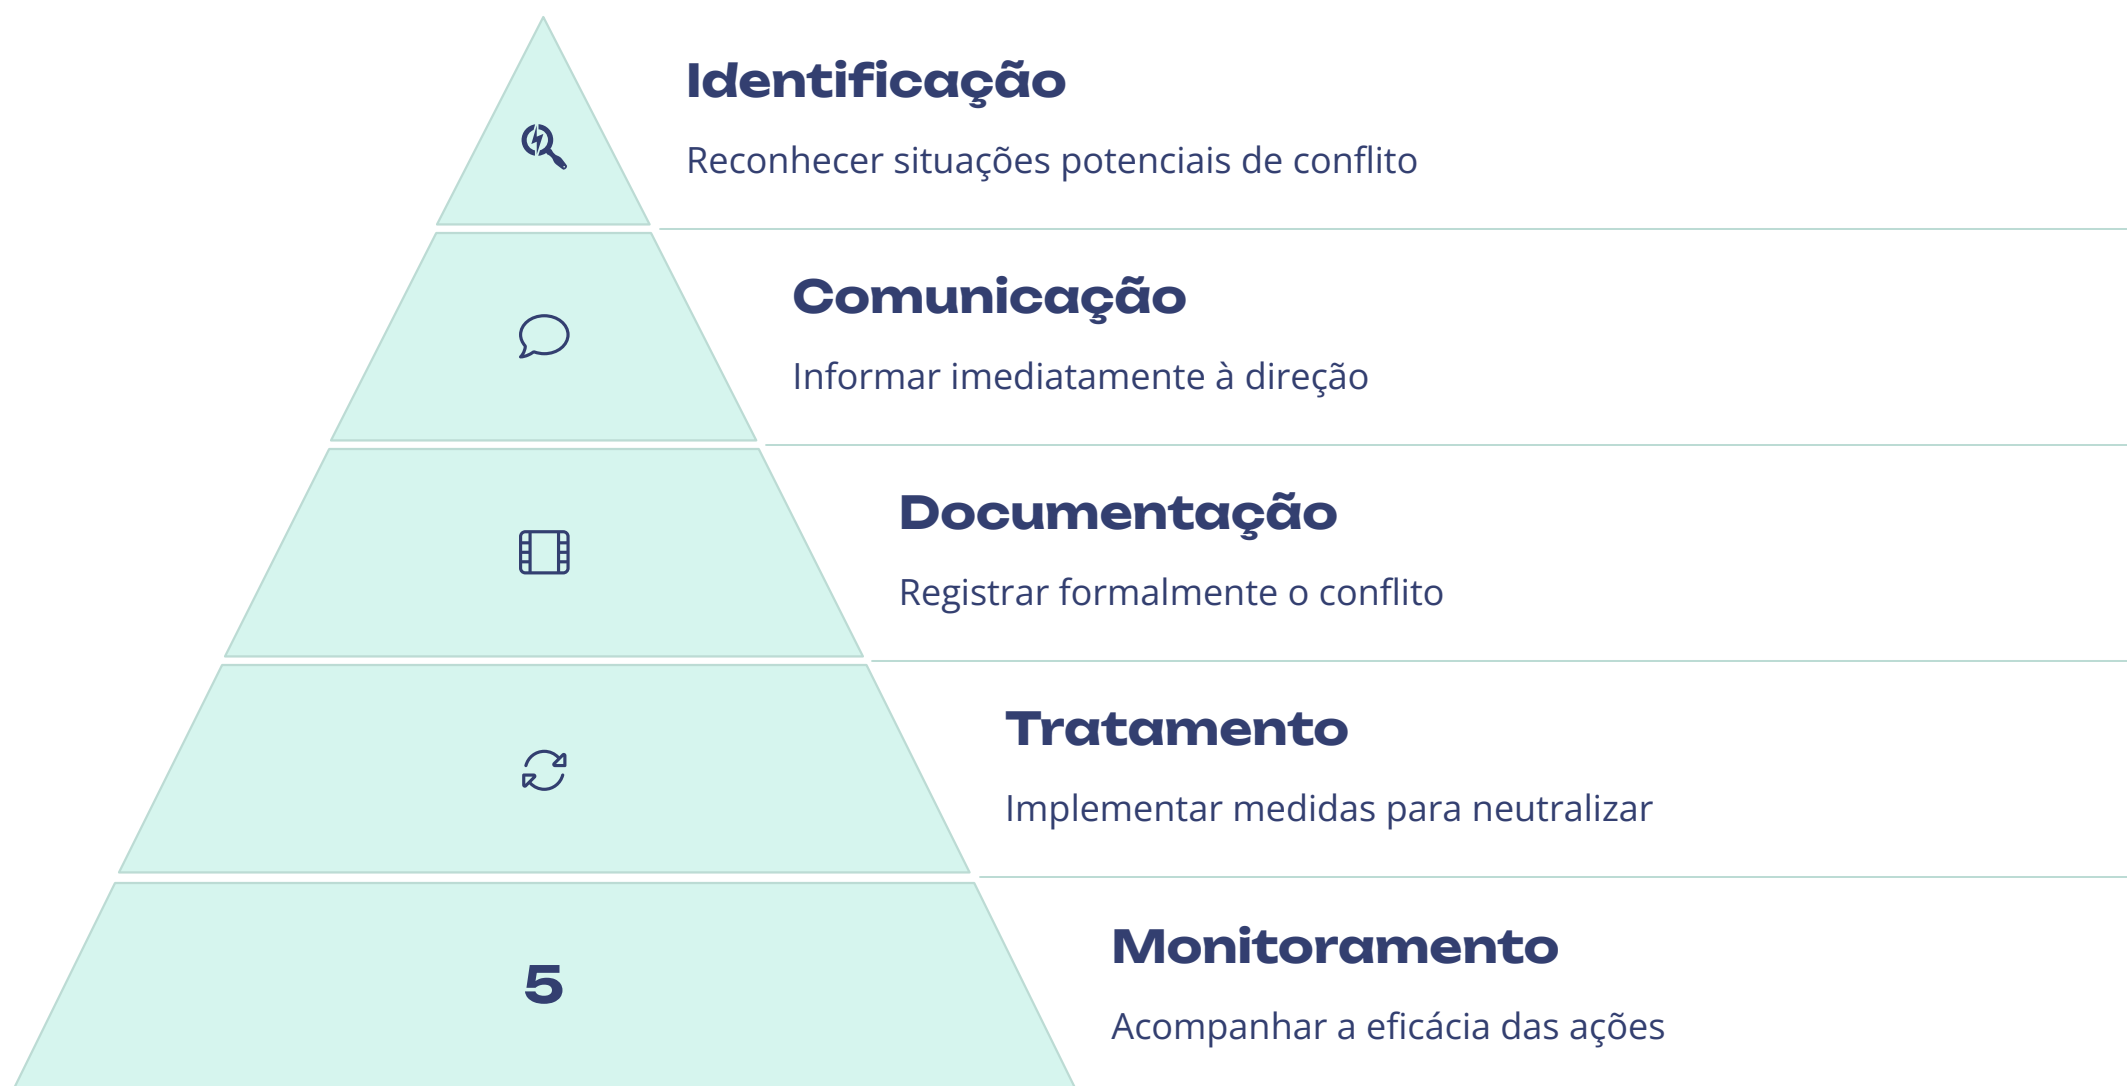 Identificação
Reconhecer situações potenciais de conflito
Comunicação
Informar imediatamente à direção
Documentação
Registrar formalmente o conflito
Tratamento
Implementar medidas para neutralizar
5
Monitoramento
Acompanhar a eficácia das ações